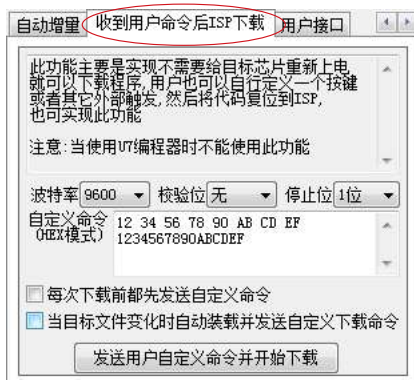 自动增量 收到用户命令后ISP下载 用户接口
此功能主要是实现不需要给目标芯片重新上电
就可以下载程序,用户也可以自行定义一个按键
或者其它外部触发,然后将代码复位到ISP,
也可实现此功能
注意:当使用U7编程器时不能使用此功能
波特率 9600 校验位 无 停止位 1位
自定义命令 12 34 56 78 90 AB CD EF
(HEX模式) 1234567890ABCDEF
每次下载前都先发送自定义命令
当目标文件变化时自动装载并发送自定义下载命令
发送用户自定义命令并开始下载